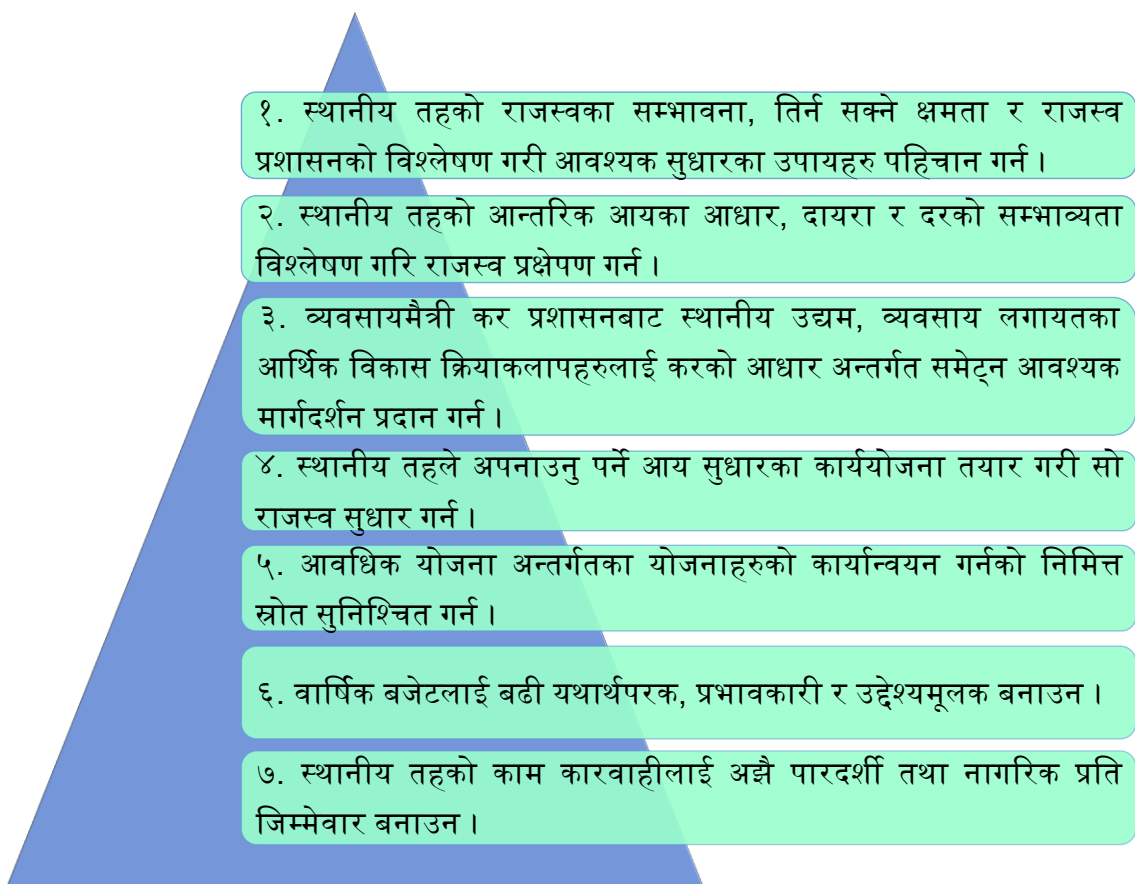 १. स्थानीय तहको राजस्वका सम्भावना, तिर्न सक्ने क्षमता र राजस्व
प्रशासनको विश्लेषण गरी आवश्यक सुधारका उपायहरु पहिचान गर्न ।
२. स्थानीय तहको आन्तरिक आयका आधार, दायरा र दरको सम्भाव्यता
विश्लेषण गरि राजस्व प्रक्षेपण गर्न ।
३. व्यवसायमैत्री कर प्रशासनबाट स्थानीय उद्यम, व्यवसाय लगायतका
आर्थिक विकास क्रियाकलापहरुलाई करको आधार अन्तर्गत समेट्न आवश्यक
मार्गदर्शन प्रदान गर्न ।
४. स्थानीय तहले अपनाउनु पर्ने आय सुधारका कार्ययोजना तयार गरी सो
राजस्व सुधार गर्न ।
५. आवधिक योजना अन्तर्गतका योजनाहरुको कार्यान्वयन गर्नको निमित्त
स्रोत सुनिश्चित गर्न ।
६. वार्षिक बजेटलाई बढी यथार्थपरक, प्रभावकारी र उद्देश्यमूलक बनाउन ।
७. स्थानीय तहको काम कारवाहीलाई अझै पारदर्शी तथा नागरिक प्रति
जिम्मेवार बनाउन ।